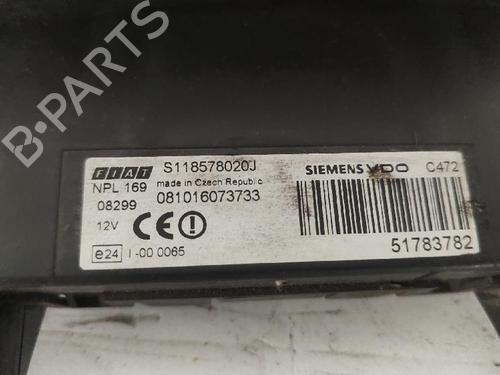 FIAT S118578020J SIEMENS VDO C472
NPL 169 made in Czech Republic
08299 081016073733
12V CE
e24 I-00 0065 51783782
B-PARTS